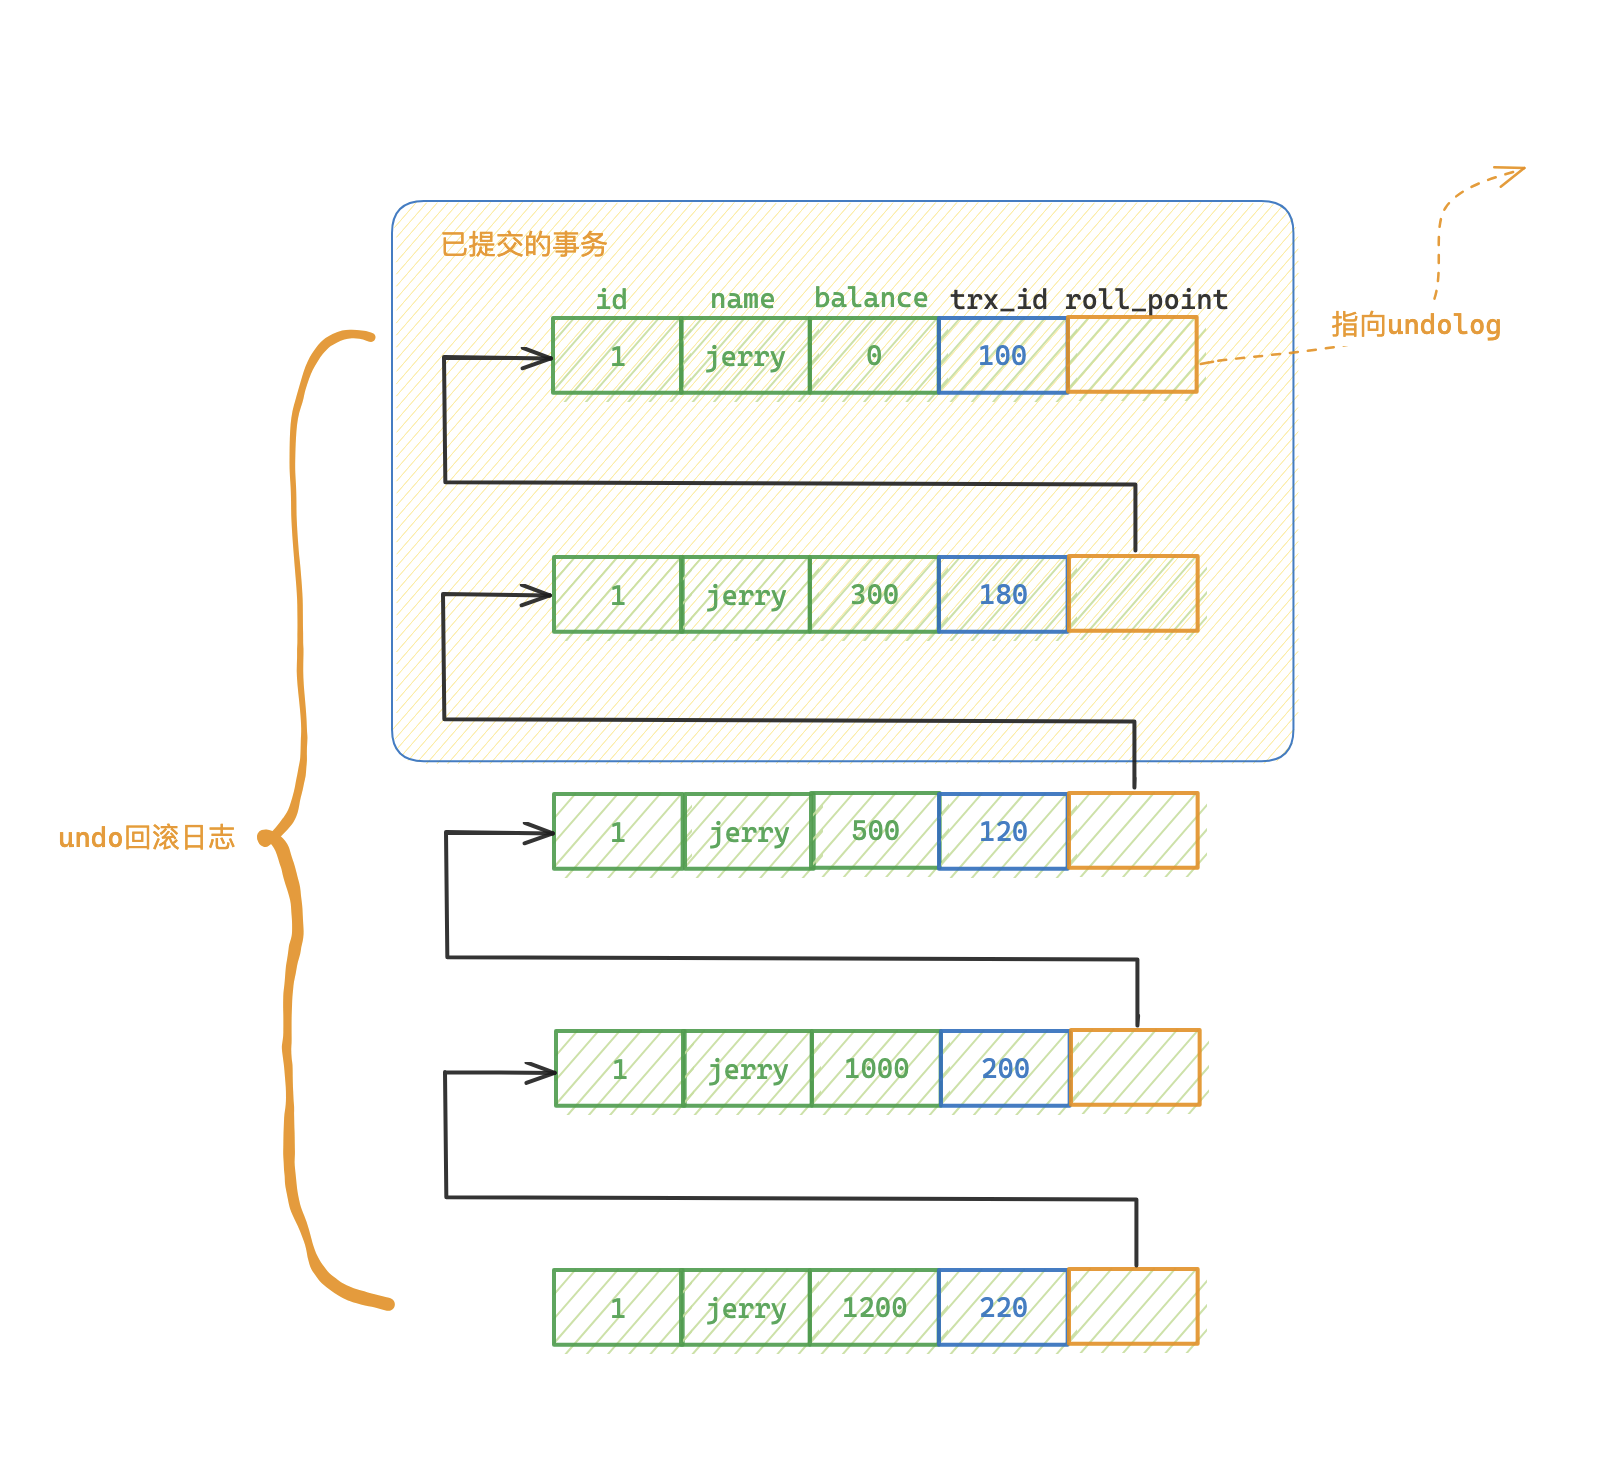 已提交的事务
id name balance trx_id roll_point
指向undolog
1 jerry 0 100
1 jerry 300 180
undo回滚日志
1 jerry 500 120
1 jerry 1000 200
1 jerry 1200 220